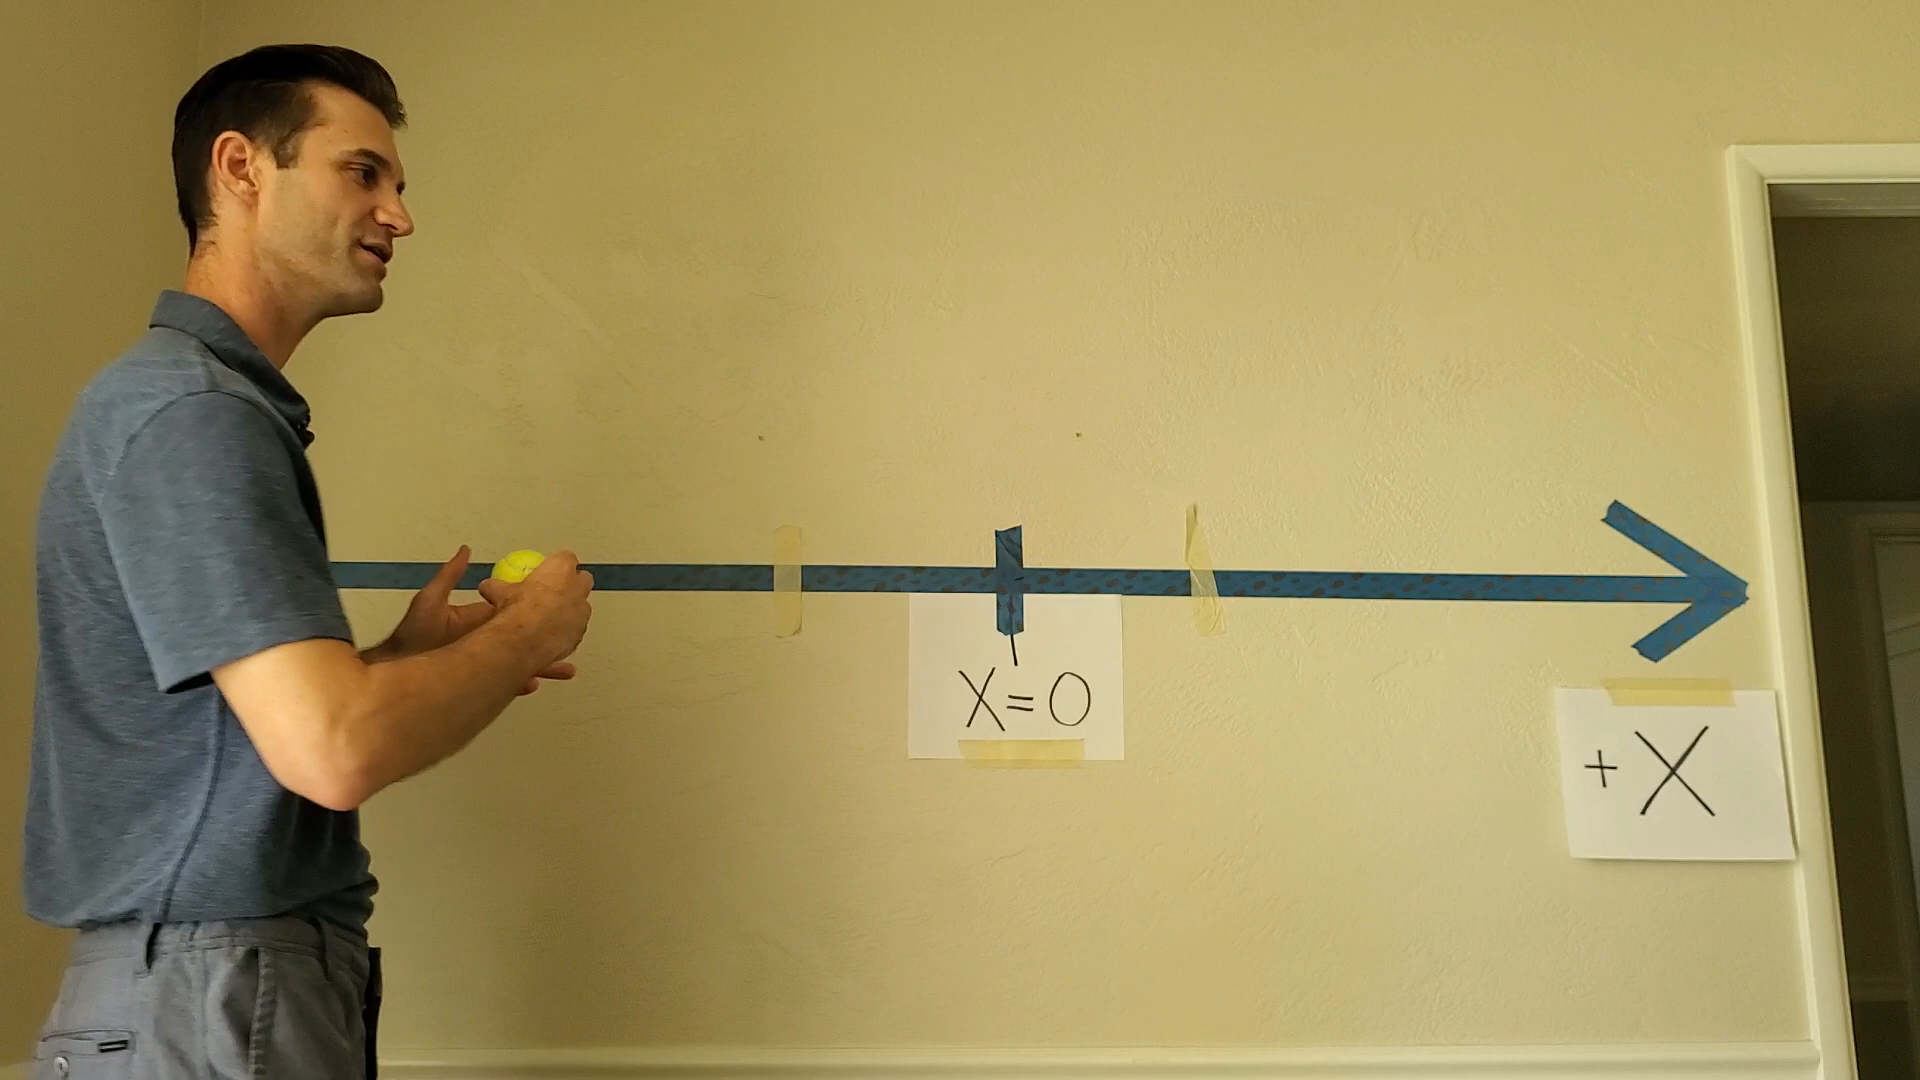 X = 0
+ X